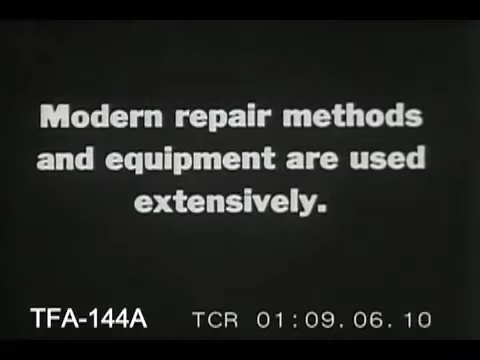 Modern repair methods
and equipment are used
extensively.
TFA-144A TCR 01:09.06.10